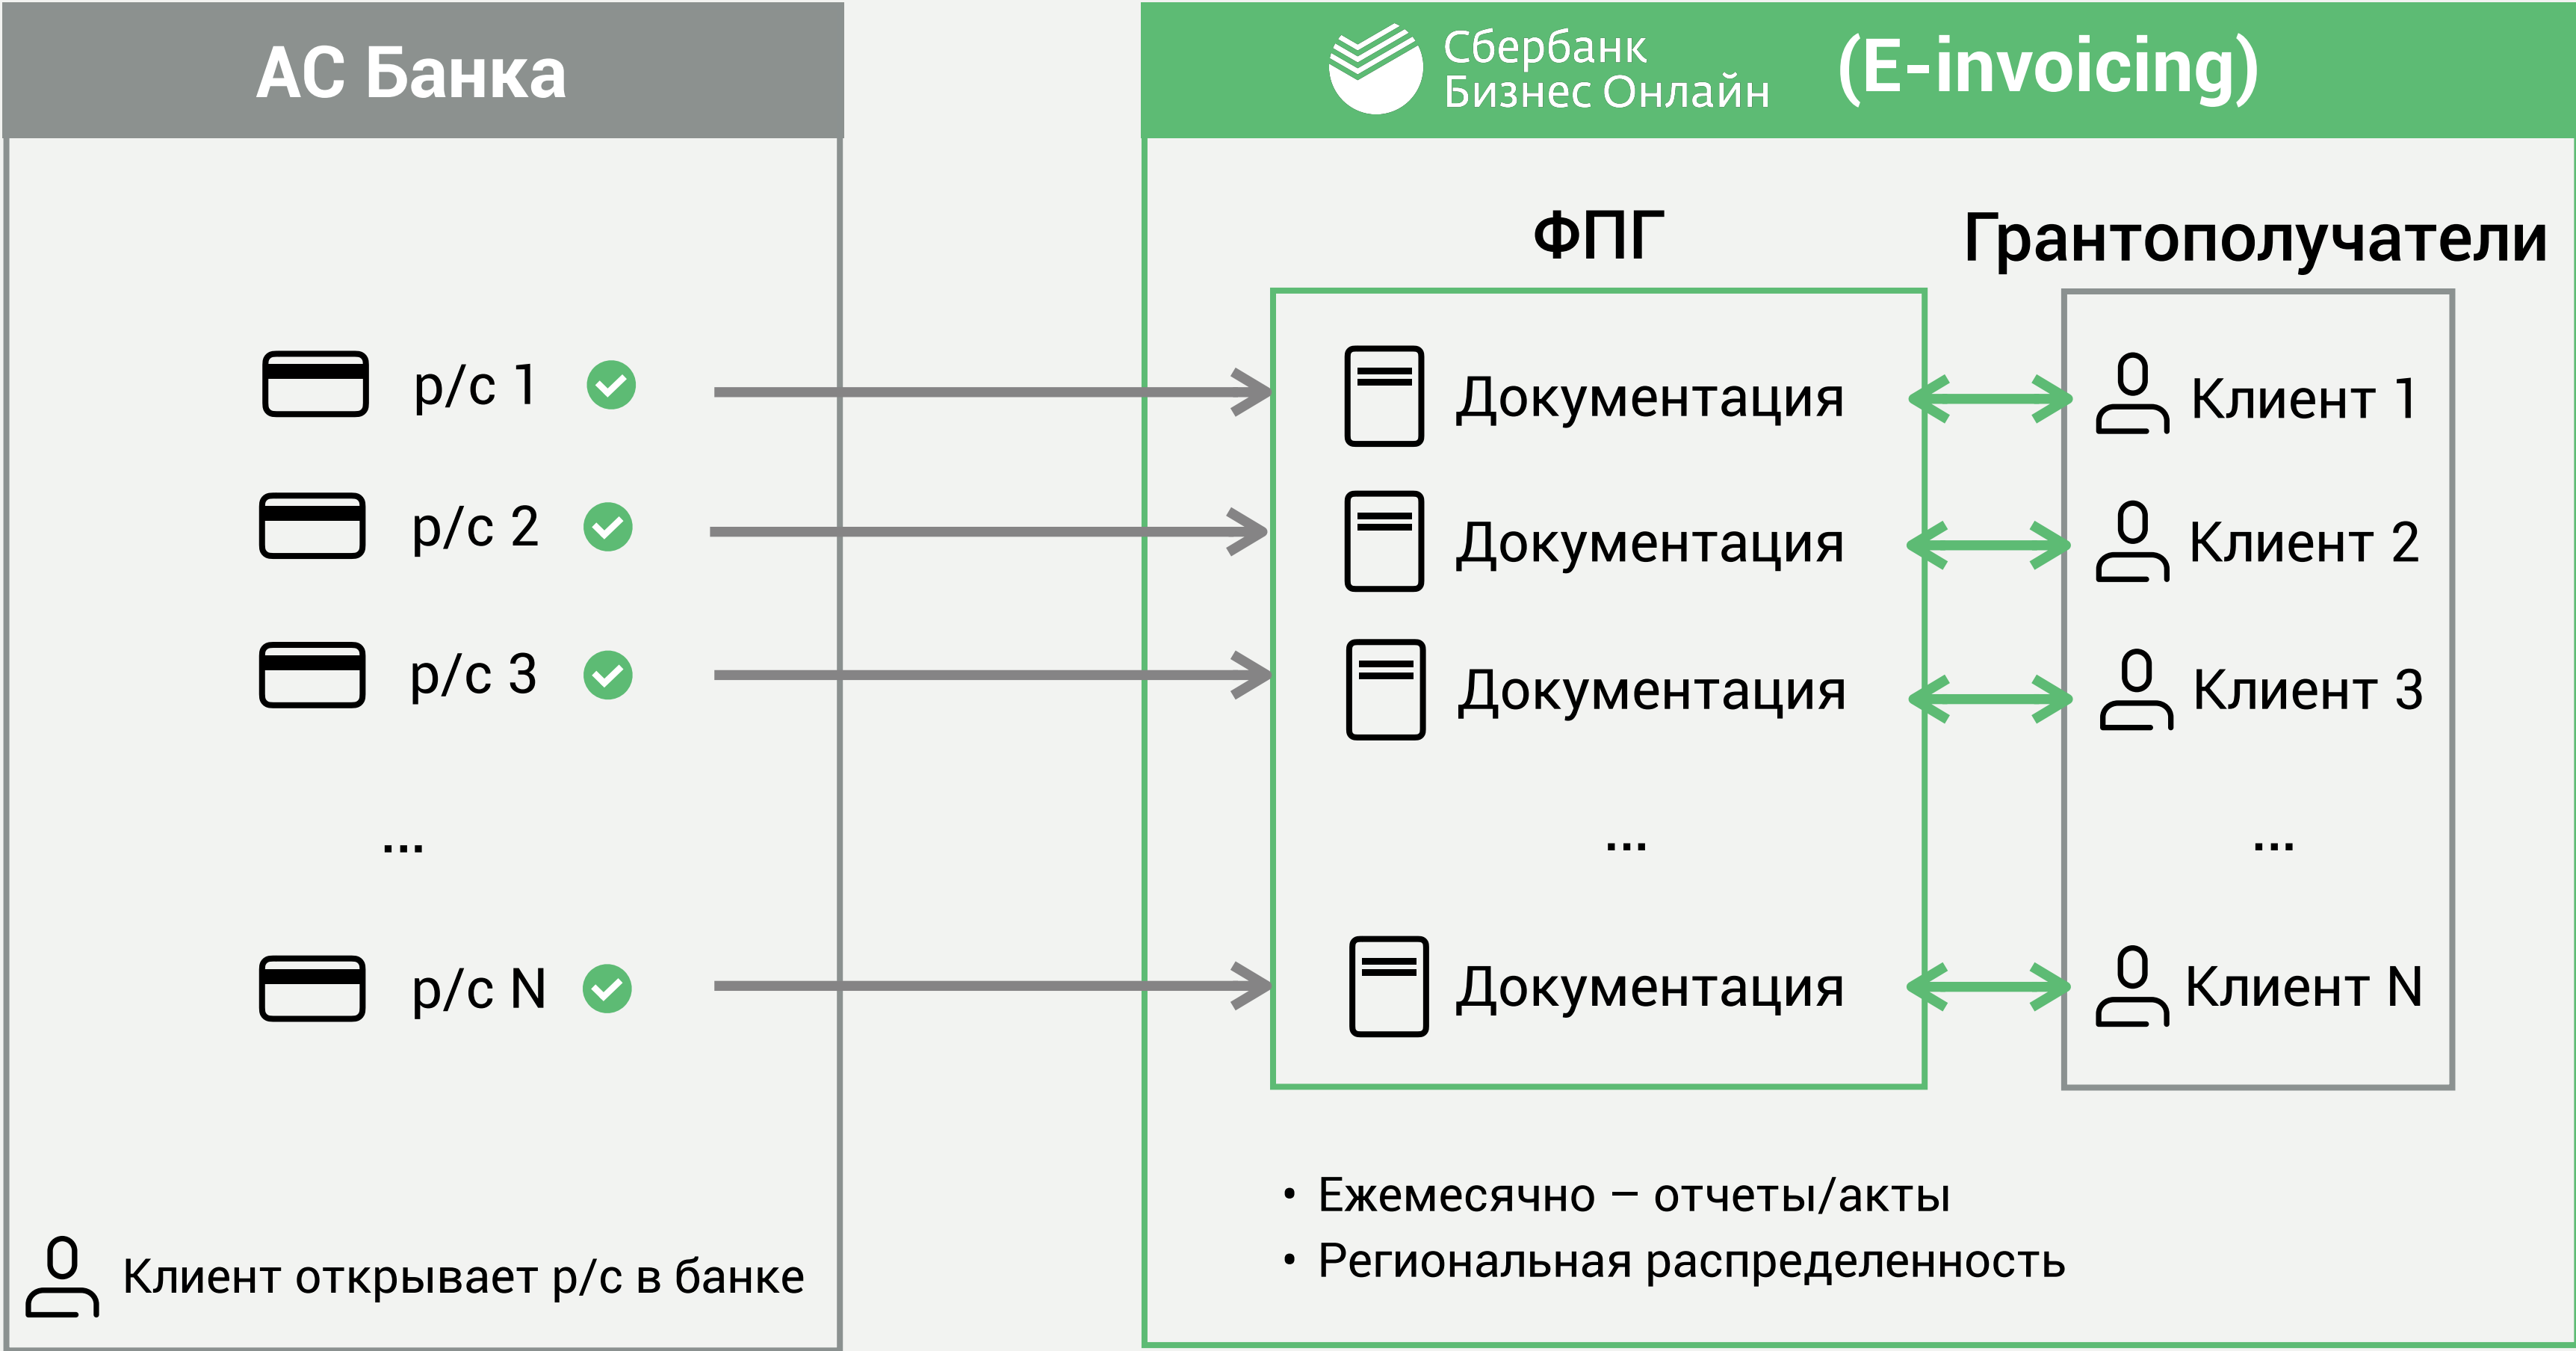 АС Банка
р/с 1
р/с 2
р/с 3
...
р/с N
Клиент открывает р/с в банке
Сбербанк
Бизнес Онлайн
(E-invoicing)
ФПГ
Грантополучатели
Документация
Клиент 1
Документация
Клиент 2
Документация
Клиент 3
...
...
Документация
Клиент N
• Ежемесячно – отчеты/акты
• Региональная распределенность